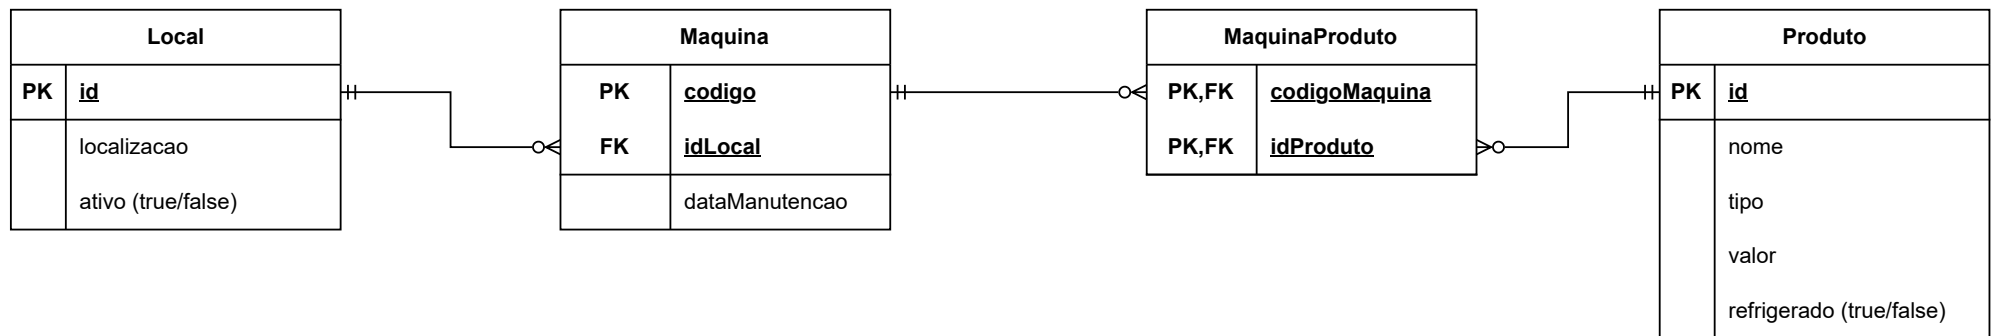 Local
PK id
localizacao
ativo (true/false)
Maquina
PK codigo
FK idLocal
dataManutencao
MaquinaProduto
PK,FK codigoMaquina
PK,FK idProduto
Produto
PK id
nome
tipo
valor
refrigerado (true/false)